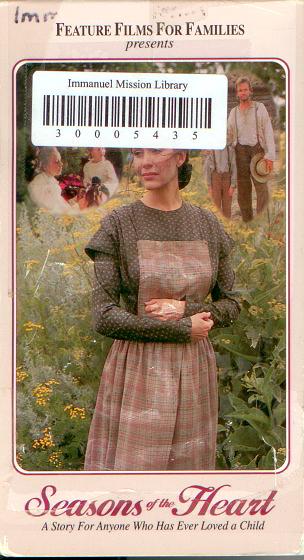 Imm
FEATURE FILMS FOR FAMILIES
presents
Immanuel Mission Library
3 0 0 0 5 4 3 5
Seasons of the Heart
A Story For Anyone Who Has Ever Loved a Child